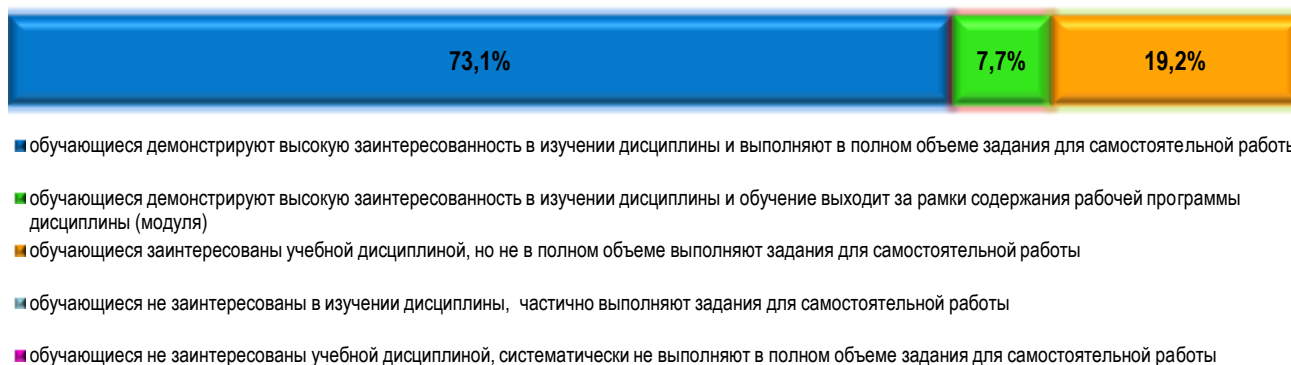 73,1% 7,7% 19,2%
обучающиеся демонстрируют высокую заинтересованность в изучении дисциплины и выполняют в полном объеме задания для самостоятельной работы
обучающиеся демонстрируют высокую заинтересованность в изучении дисциплины и обучение выходит за рамки содержания рабочей программы
дисциплины (модуля)
обучающиеся заинтересованы учебной дисциплиной, но не в полном объеме выполняют задания для самостоятельной работы
обучающиеся не заинтересованы в изучении дисциплины, частично выполняют задания для самостоятельной работы
обучающиеся не заинтересованы учебной дисциплиной, систематически не выполняют в полном объеме задания для самостоятельной работы